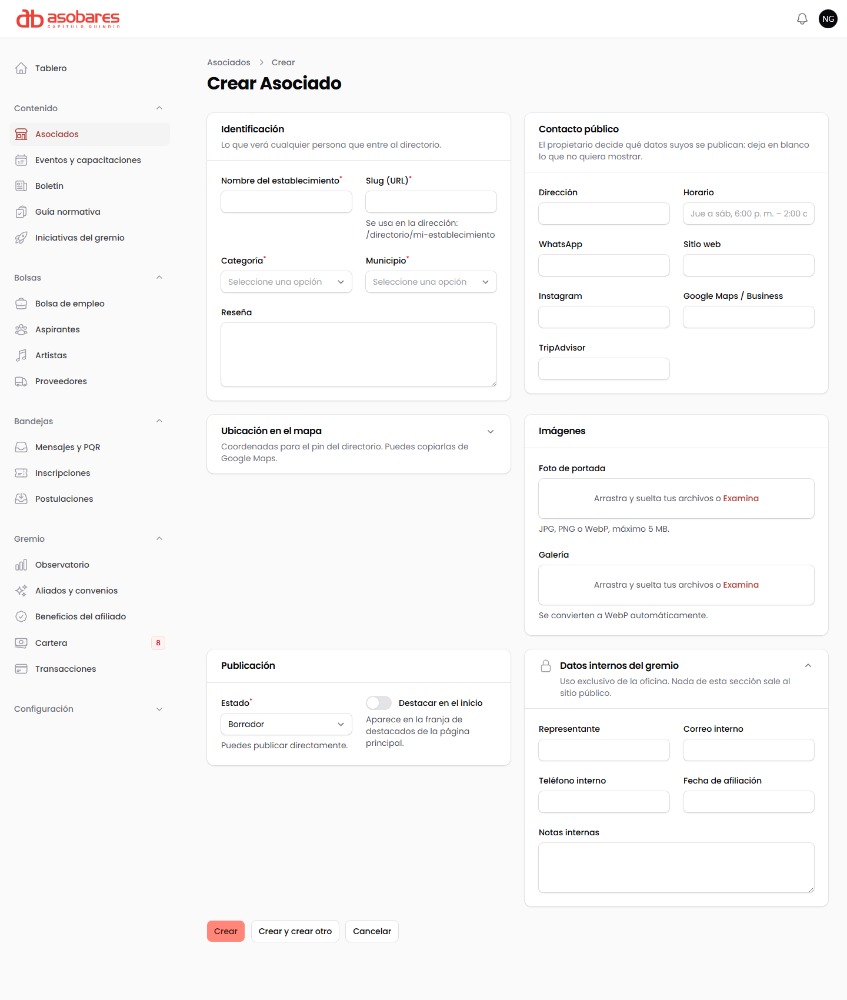 asobares
CAPÍTULO QUINDÍO
NG
Tablero
Contenido
Asociados
Eventos y capacitaciones
Boletín
Guía normativa
Iniciativas del gremio
Bolsas
Bolsa de empleo
Aspirantes
Artistas
Proveedores
Bandejas
Mensajes y PQR
Inscripciones
Postulaciones
Gremio
Observatorio
Aliados y convenios
Beneficios del afiliado
Cartera
8
Transacciones
Configuración
Asociados > Crear
Crear Asociado
Identificación
Lo que verá cualquier persona que entre al directorio.
Nombre del establecimiento*
Slug (URL)*
Se usa en la dirección:
/directorio/mi-establecimiento
Categoría*
Municipio*
Seleccione una opción
Seleccione una opción
Reseña
Contacto público
El propietario decide qué datos suyos se publican: deja en blanco
lo que no quiera mostrar.
Dirección
Horario
Jue a sáb, 6:00 p. m. – 2:00 a
WhatsApp
Sitio web
Instagram
Google Maps / Business
TripAdvisor
Ubicación en el mapa
Coordenadas para el pin del directorio. Puedes copiarlas de
Google Maps.
Imágenes
Foto de portada
Arrastra y suelta tus archivos o Examina
JPG, PNG o WebP, máximo 5 MB.
Galería
Arrastra y suelta tus archivos o Examina
Se convierten a WebP automáticamente.
Publicación
Estado*
Borrador
Puedes publicar directamente.
Destacar en el inicio
Aparece en la franja de
destacados de la página
principal.
Datos internos del gremio
Uso exclusivo de la oficina. Nada de esta sección sale al
sitio público.
Representante
Correo interno
Teléfono interno
Fecha de afiliación
Notas internas
Crear
Crear y crear otro
Cancelar